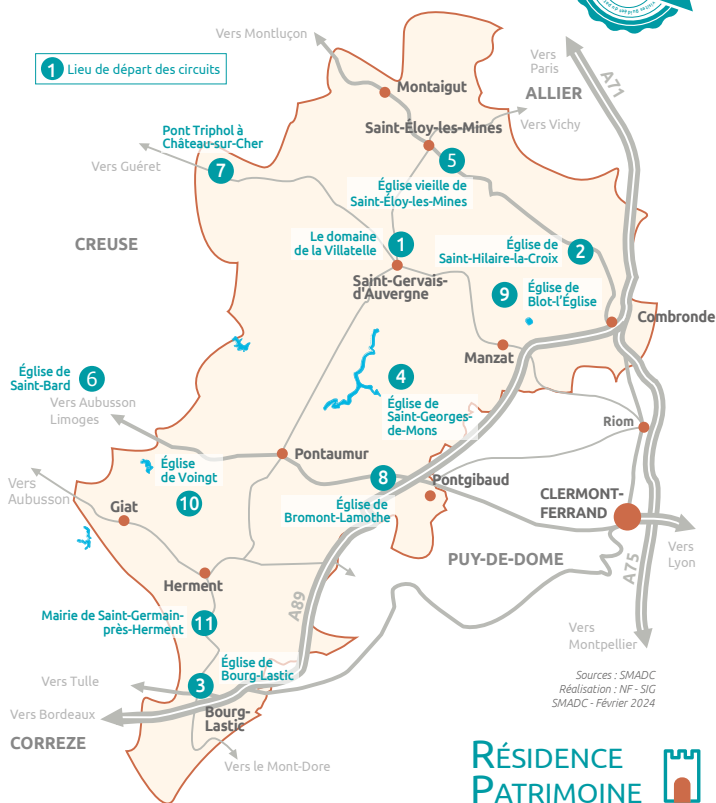 Vers Montluçon
1 Lieu de départ des circuits
Vers
Paris
A71
Montaigut
ALLIER
Saint-Éloy-les-Mines
Vers Vichy
Pont Triphol à
Château-sur-Cher
7
Vers Guéret
5
Église vieille de
Saint-Éloy-les-Mines
CREUSE
Le domaine
de la Villatelle
1
Église de
Saint-Hilaire-la-Croix
2
Saint-Gervais-
d'Auvergne
9
Église de
Blot-l'Église
Combronde
Manzat
Église de
Saint-Bard
6
4
Église de
Saint-Georges-
de-Mons
Vers Aubusson
Limoges
Riom
Pontaumur
Église
de Voingt
10
8
Pontgibaud
Vers
Aubusson
Giat
Église de
Bromont-Lamothe
CLERMONT-
FERRAND
Vers
Lyon
PUY-DE-DOME
A75
Herment
A89
Mairie de Saint-Germain-
près-Herment
11
Vers
Montpellier
Église de
Bourg-Lastic
3
Vers Tulle
Sources : SMADC
Réalisation : NF - SIG
SMADC - Février 2024
Vers Bordeaux
Bourg-
Lastic
CORREZE
Vers le Mont-Dore
RÉSIDENCE
PATRIMOINE